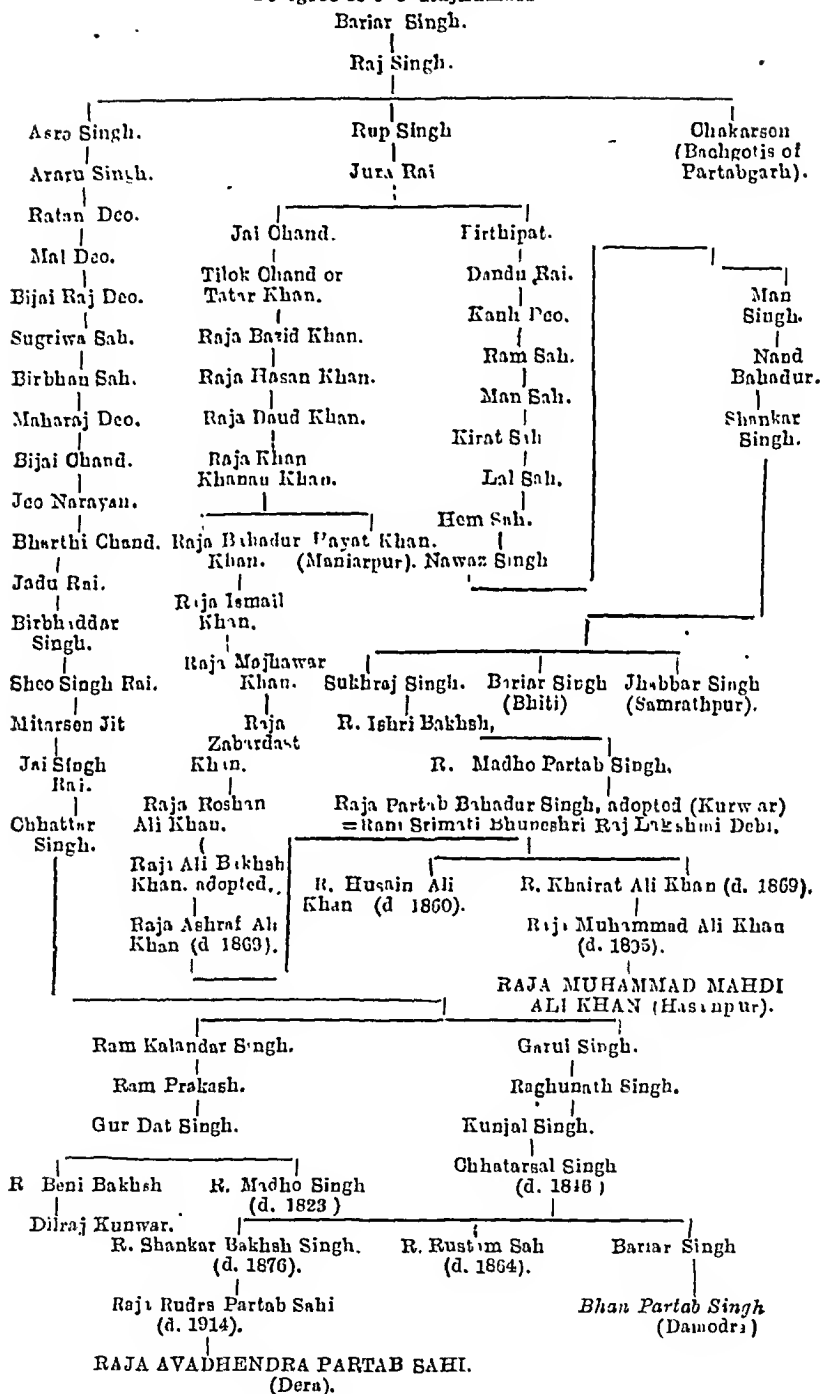 Bariar Singh.
Raj Singh.
Asre Singh. Rup Singh Chakarson
(Bachgotis of
Araru Singh. Jura Rai Partabgarh).
Ratan Deo.
Jai Chand. Firthipat.
Mal Deo.
Tilok Chand or Dandu Rai. Man
Bijai Raj Deo. Tatar Khan. Singh.
Kanh Deo.
Sugriwa Sah. Raja Bazid Khan. Nand
Ram Sah. Bahadur.
Birbhan Sah. Raja Hasan Khan.
Man Sah.
Maharaj Deo. Raja Daud Khan. Shankar
Kirat Sah Singh.
Bijai Chand. Raja Khan
Khanan Khan. Lal Sah.
Jeo Narayan.
Hem Sah.
Bharthi Chand. Raja Bahadur Hayat Khan.
Khan. (Maniarpur). Nawaz Singh
Jadu Rai.
Raja Ismail
Birbhaddar Khan.
Singh.
Raja Majhawar
Sheo Singh Rai. Khan. Sukhraj Singh. Bariar Singh Jhabbar Singh
(Bhiti) (Samrathpur).
Mitarson Jit Raja R. Ishri Bakhsh,
Zabardast
Jai Singh Khan. R. Madho Partab Singh.
Rai.
Raja Roshan Raja Partab Bahadur Singh, adopted (Kurwar)
Chhattar Ali Khan. =Rani Srimati Bhuneshri Raj Lakshmi Debi.
Singh.
Raja Ali Bakhsh R. Husain Ali R. Khairat Ali Khan (d. 1869).
Khan. adopted. Khan (d 1860).
Raja Ashraf Ali Raja Muhammad Ali Khan
Khan (d 1869). (d. 1895).
RAJA MUHAMMAD MAHDI
ALI KHAN (Hasanpur).
Ram Kalandar Singh. Garui Singh.
Ram Prakash. Raghunath Singh.
Gur Dat Singh. Kunjal Singh.
Chhatarsal Singh
R Beni Bakhsh R. Madho Singh (d. 1846)
(d. 1823)
Dilraj Kunwar.
R. Shankar Bakhsh Singh. R. Rustam Sah Bariar Singh
(d. 1876). (d. 1864).
Raja Rudra Partab Sahi Bhan Partab Singh
(d. 1914). (Damodra)
RAJA AVADHENDRA PARTAB SAHI.
(Dera).